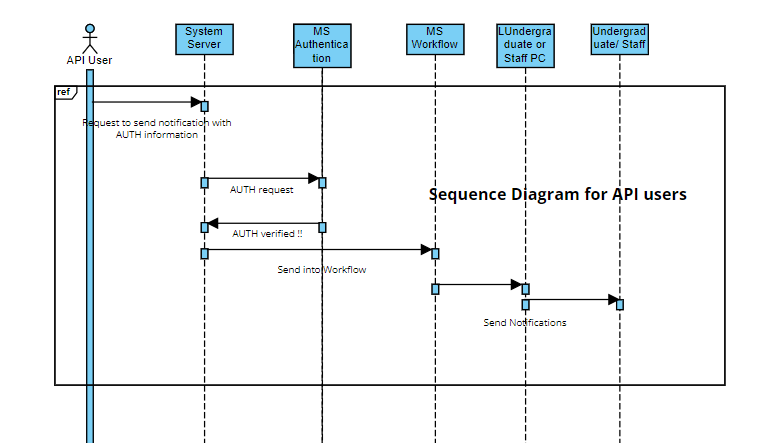 API User
System
Server
MS
Authentica
tion
MS
Workflow
LUndergra
duate or
Staff PC
Undergrad
uate/ Staff
ref
Request to send notification with
AUTH information
AUTH request
Sequence Diagram for API users
AUTH verified !!
Send into Workflow
Send Notifications